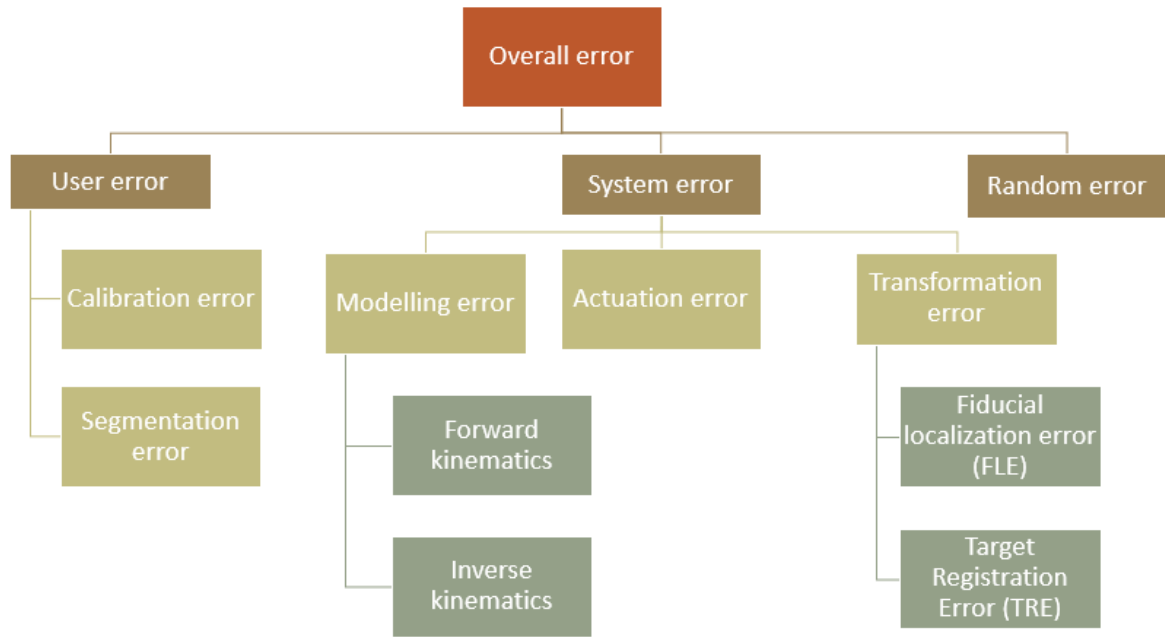 Overall error
User error
System error
Random error
Calibration error
Modelling error
Actuation error
Transformation
error
Segmentation
error
Forward
kinematics
Fiducial
localization error
(FLE)
Inverse
kinematics
Target
Registration
Error (TRE)